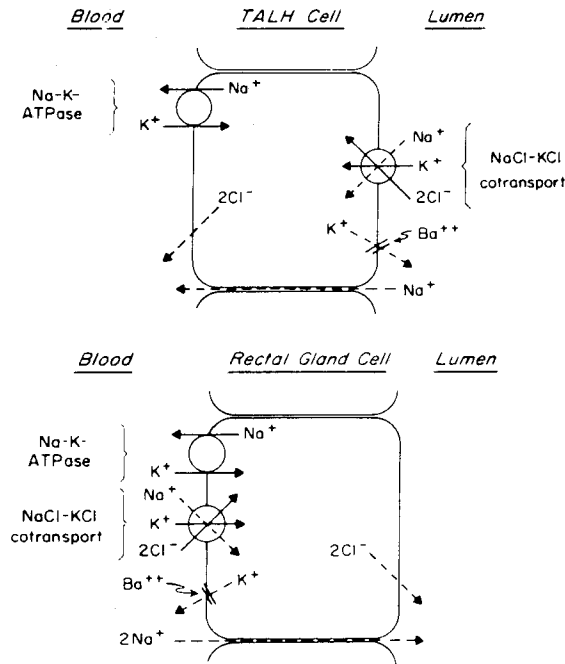 Blood TALH Cell Lumen
Na-K-
ATPase
Na⁺
K⁺
Na⁺
K⁺
2Cl⁻
NaCl-KCl
cotransport
2Cl⁻
K⁺
Ba⁺⁺
Na⁺
Blood Rectal Gland Cell Lumen
Na-K-
ATPase
Na⁺
K⁺
NaCl-KCl
cotransport
Na⁺
K⁺
2Cl⁻
2Cl⁻
Ba⁺⁺
K⁺
2Na⁺